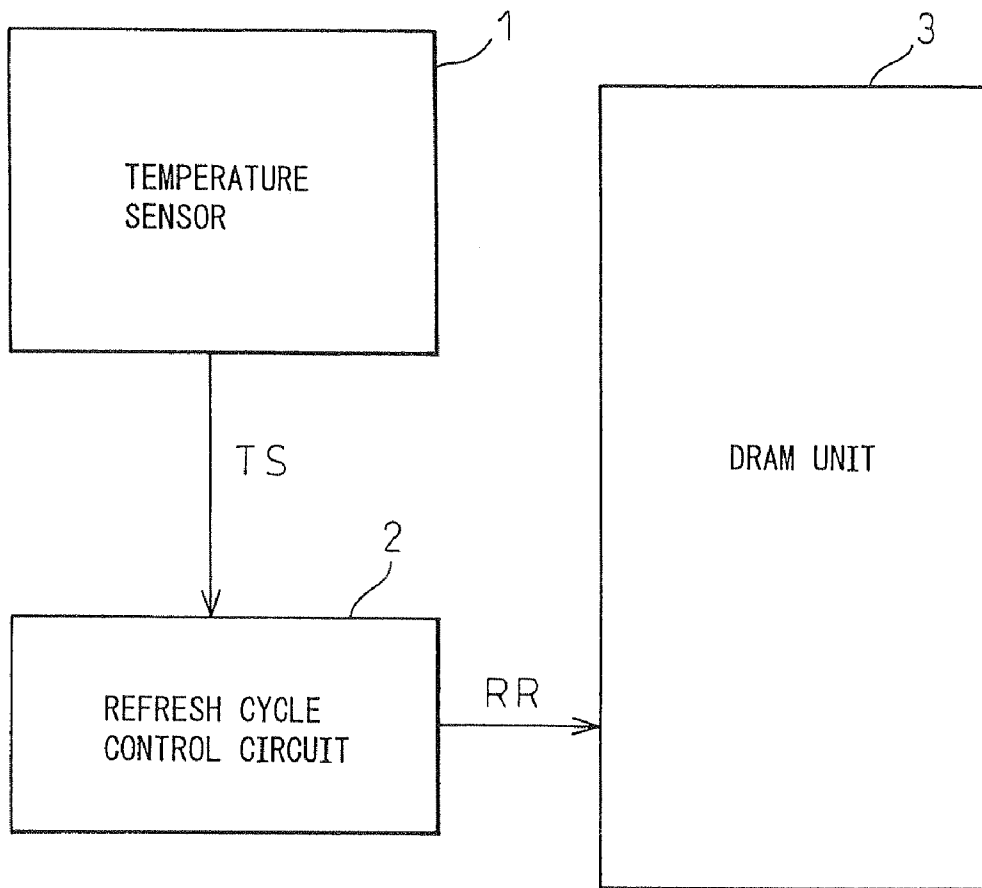 1
TEMPERATURE
SENSOR
TS
2
REFRESH CYCLE
CONTROL CIRCUIT
RR
3
DRAM UNIT